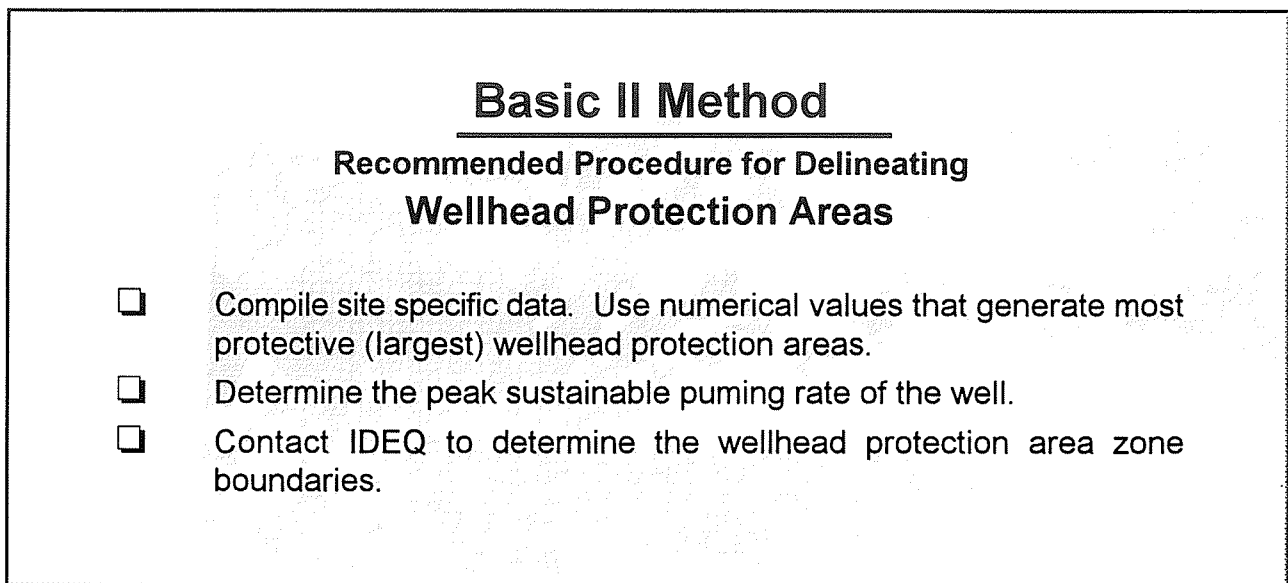 Basic II Method
Recommended Procedure for Delineating
Wellhead Protection Areas
Compile site specific data. Use numerical values that generate most
protective (largest) wellhead protection areas.
Determine the peak sustainable puming rate of the well.
Contact IDEQ to determine the wellhead protection area zone
boundaries.